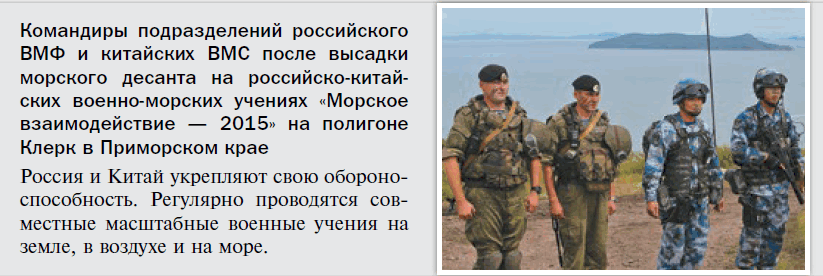 Командиры подразделений российского
ВМФ и китайских ВМС после высадки
морского десанта на российско-китай-
ских военно-морских учениях «Морское
взаимодействие — 2015» на полигоне
Клерк в Приморском крае
Россия и Китай укрепляют свою обороно-
способность. Регулярно проводятся сов-
местные масштабные военные учения на
земле, в воздухе и на море.